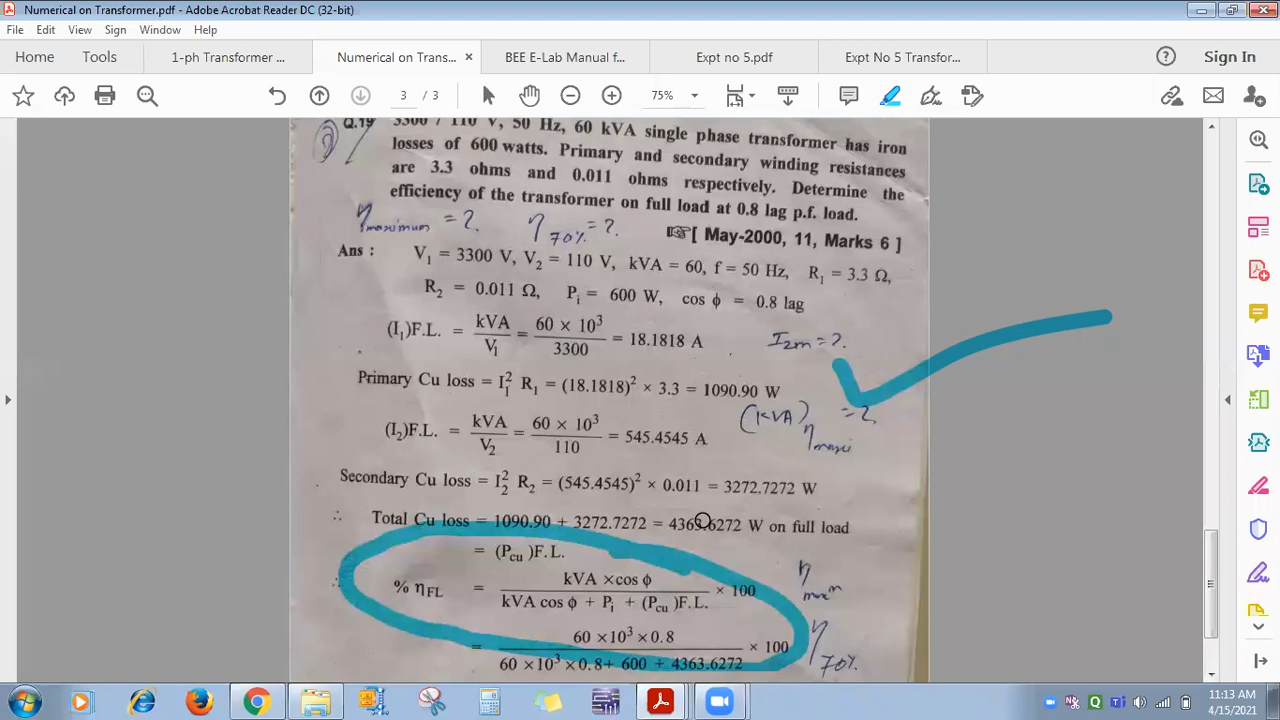 Numerical on Transformer.pdf - Adobe Acrobat Reader DC (32-bit)
File Edit View Sign Window Help
Home Tools 1-ph Transformer ... Numerical on Trans... × BEE E-Lab Manual f... Expt no 5.pdf Expt No 5 Transfor... Sign In
3 / 3 75%
Q.19 3300 / 110 V, 50 Hz, 60 kVA single phase transformer has iron
losses of 600 watts. Primary and secondary winding resistances
are 3.3 ohms and 0.011 ohms respectively. Determine the
efficiency of the transformer on full load at 0.8 lag p.f. load.
η maximum = ? η 70% = ?
☞[ May-2000, 11, Marks 6 ]
Ans : V₁ = 3300 V, V₂ = 110 V, kVA = 60, f = 50 Hz, R₁ = 3.3 Ω,
R₂ = 0.011 Ω, Pᵢ = 600 W, cos ϕ = 0.8 lag
(I₁)F.L. = kVA / V₁ = 60 × 10³ / 3300 = 18.1818 A
I₂m = ?
Primary Cu loss = I₁² R₁ = (18.1818)² × 3.3 = 1090.90 W
(kVA) η maxi = ?
(I₂)F.L. = kVA / V₂ = 60 × 10³ / 110 = 545.4545 A
Secondary Cu loss = I₂² R₂ = (545.4545)² × 0.011 = 3272.7272 W
∴ Total Cu loss = 1090.90 + 3272.7272 = 4363.6272 W on full load
= (Pcu )F.L.
∴ % ηFL = kVA × cos ϕ / kVA cos ϕ + Pᵢ + (Pcu )F.L. × 100
η maxm
= 60 × 10³ × 0.8 / 60 × 10³ × 0.8 + 600 + 4363.6272 × 100
η 70%
11:13 AM
4/15/2021